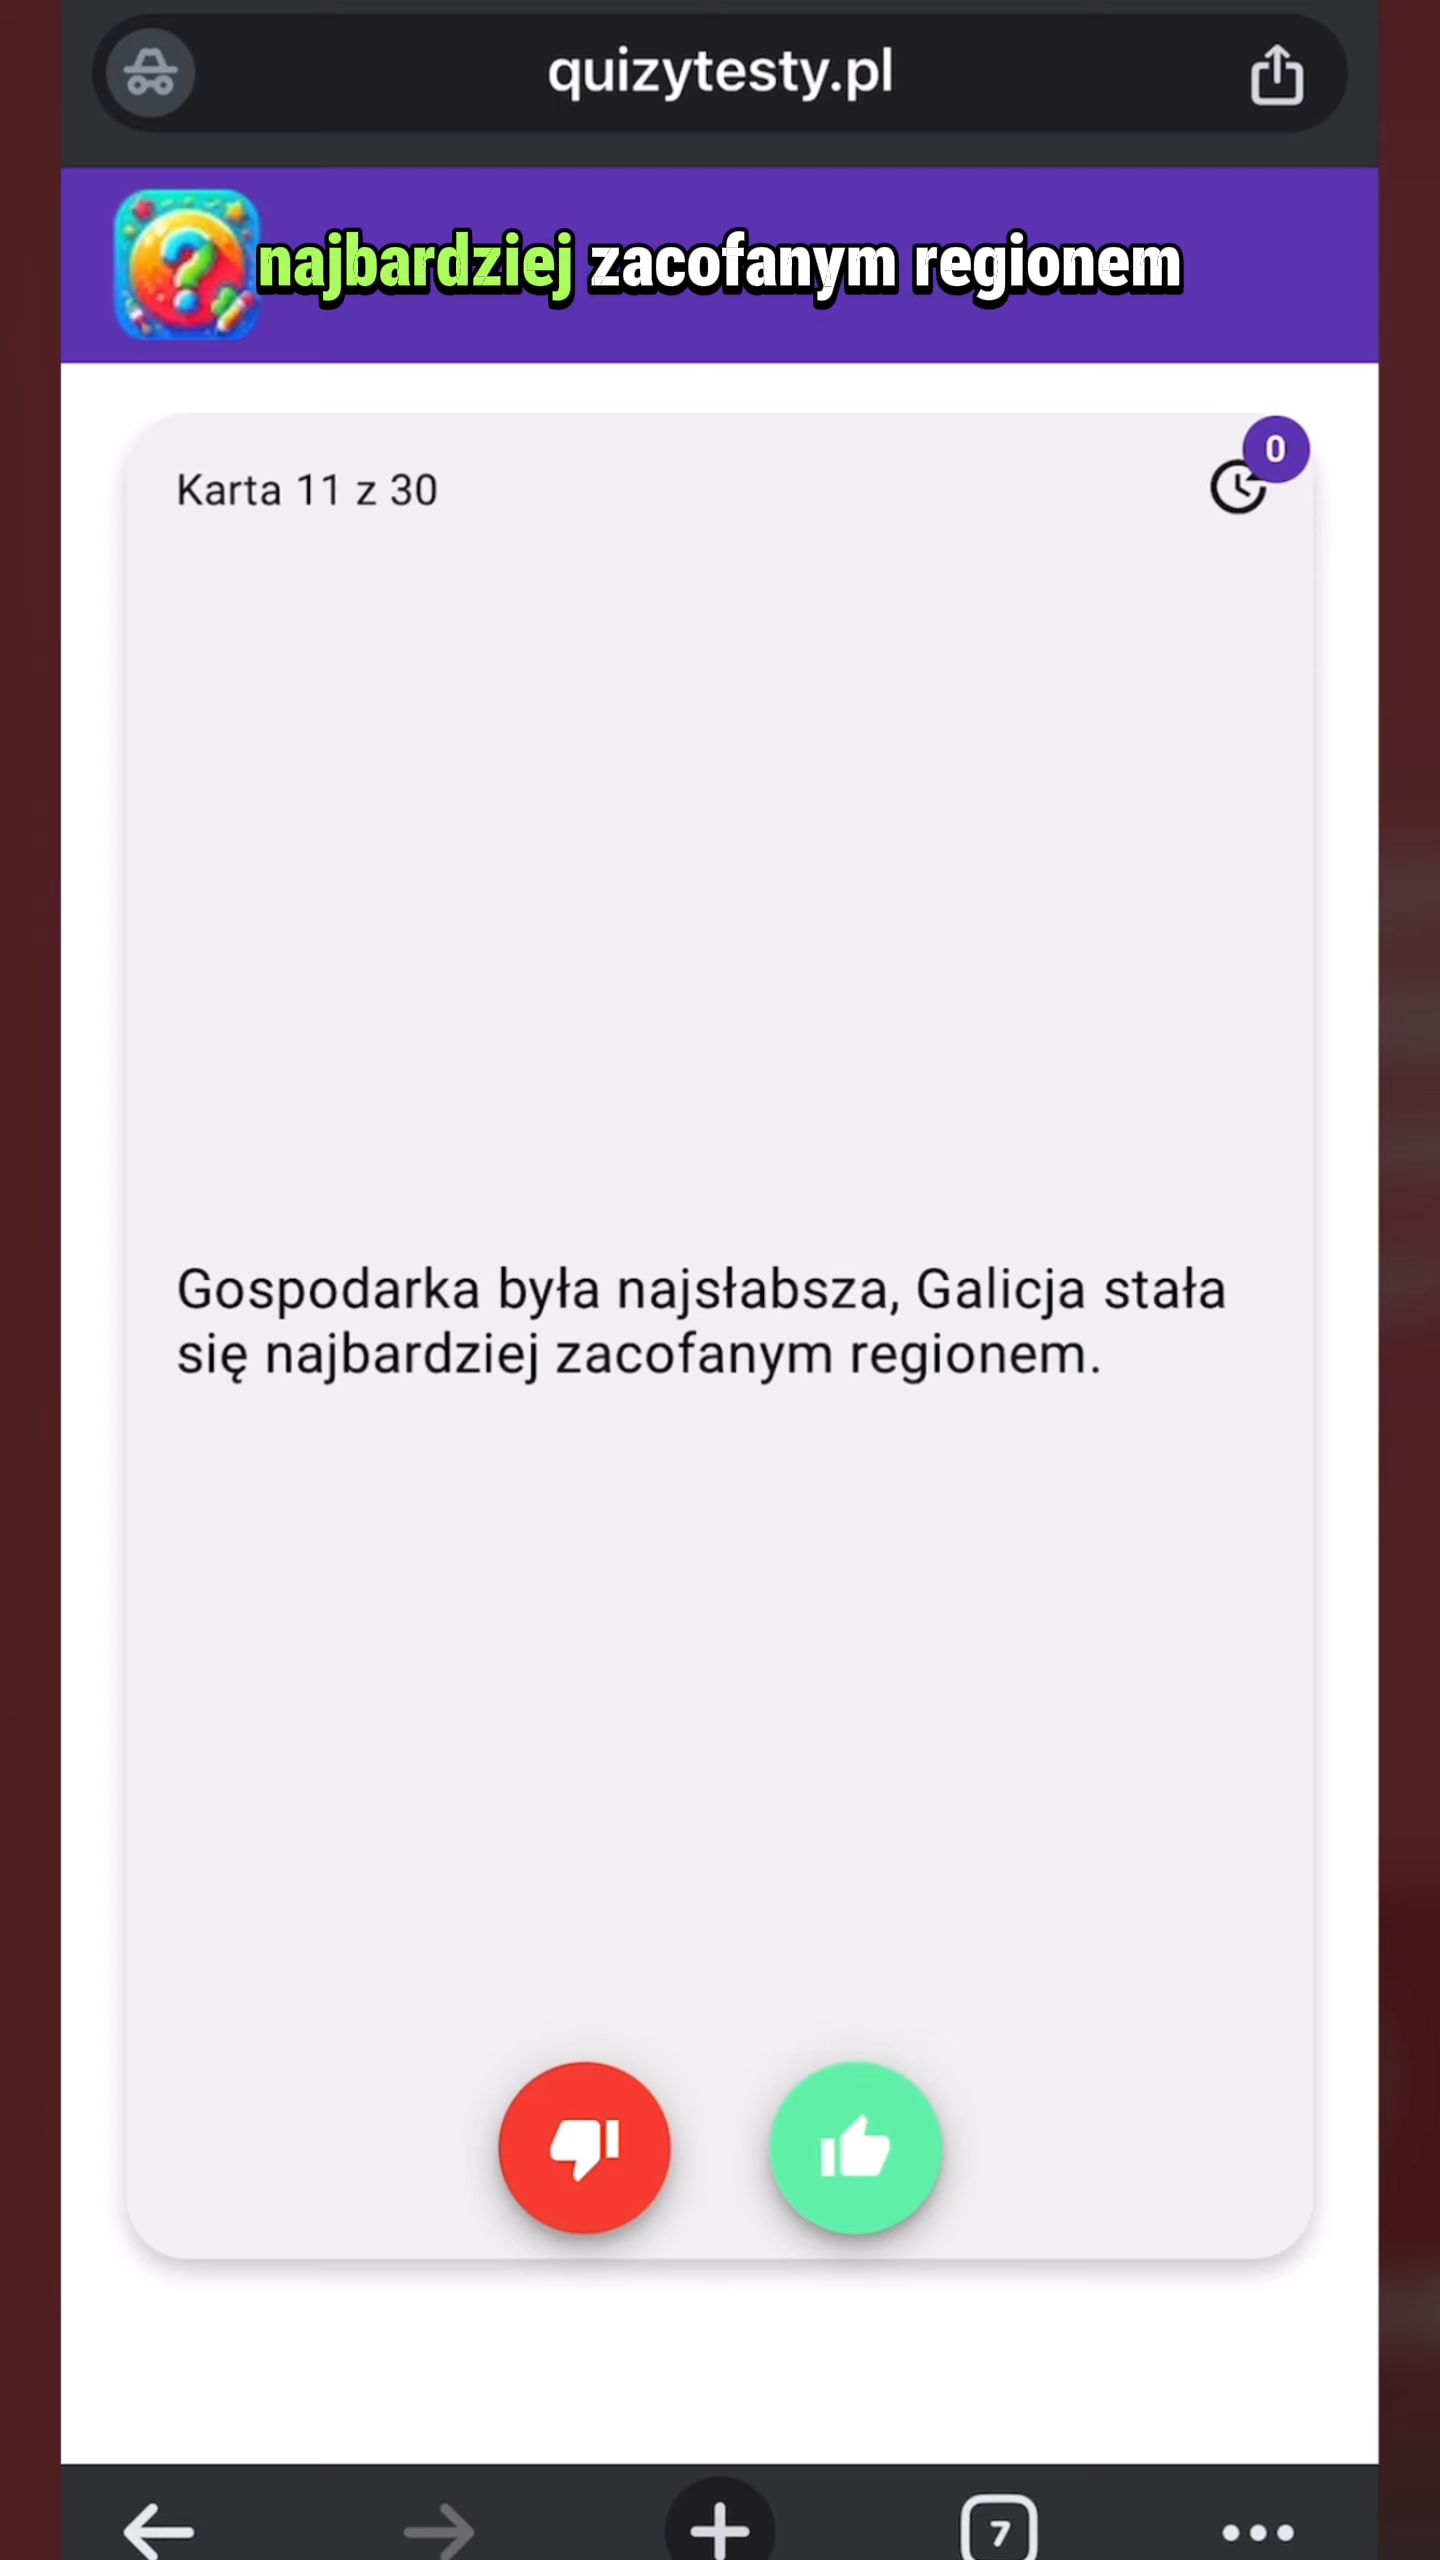 quizytesty.pl
najbardziej zacofanym regionem
Karta 11 z 30
0
Gospodarka była najsłabsza, Galicja stała
się najbardziej zacofanym regionem.
7